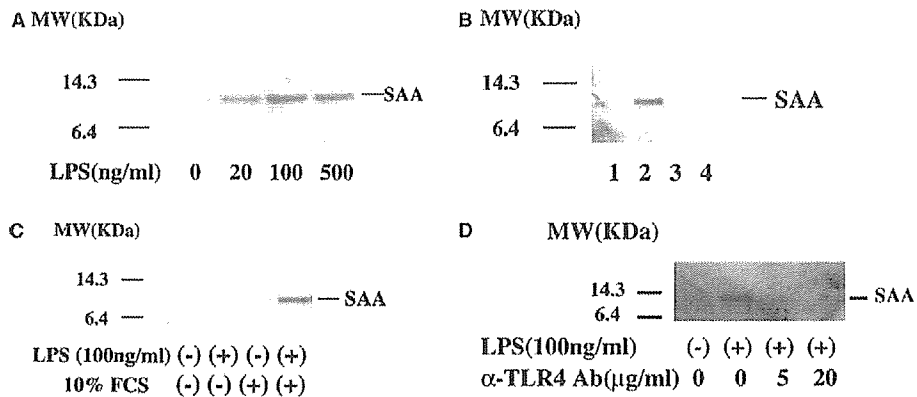 A MW(KDa)
14.3
SAA
6.4
LPS(ng/ml) 0 20 100 500
B MW(KDa)
14.3
SAA
6.4
1 2 3 4
C MW(KDa)
14.3
SAA
6.4
LPS (100ng/ml) (-) (+) (-) (+)
10% FCS (-) (-) (+) (+)
D MW(KDa)
14.3
SAA
6.4
LPS(100ng/ml) (-) (+) (+) (+)
α-TLR4 Ab(μg/ml) 0 0 5 20